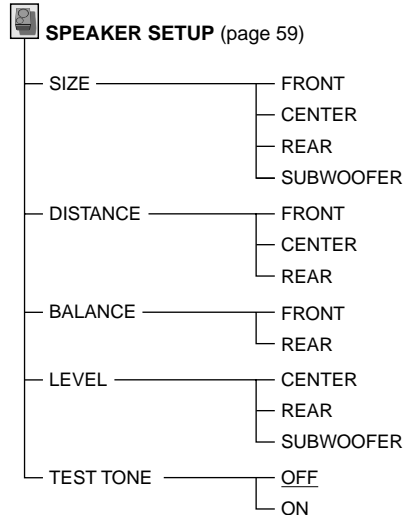 SPEAKER SETUP (page 59)
SIZE FRONT
CENTER
REAR
SUBWOOFER
DISTANCE FRONT
CENTER
REAR
BALANCE FRONT
REAR
LEVEL CENTER
REAR
SUBWOOFER
TEST TONE OFF
ON